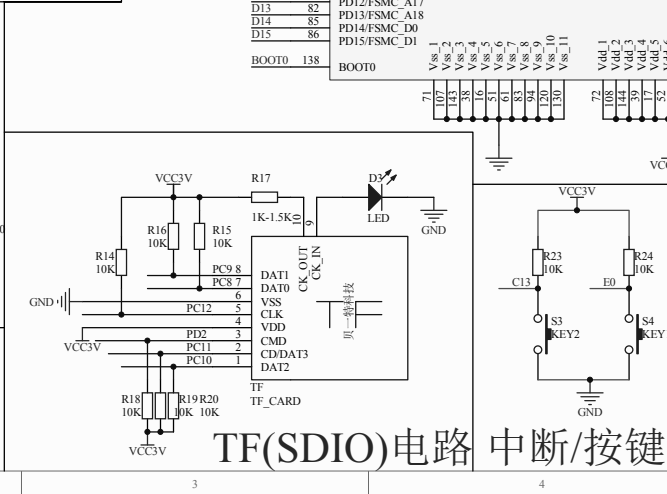 PD12/FSMC_A17
D13 82 PD13/FSMC_A18
D14 85 PD14/FSMC_D0
D15 86 PD15/FSMC_D1
BOOT0 138 BOOT0
Vss_1
Vss_2
Vss_3
Vss_4
Vss_5
Vss_6
Vss_7
Vss_8
Vss_9
Vss_10
Vss_11
Vdd_1
Vdd_2
Vdd_3
Vdd_4
Vdd_5
71
107
143
38
16
51
61
83
94
120
130
72
108
144
39
17
52
VCC3V
R17
D3
R16
10K
R15
10K
1K-1.5K
10
9
LED
GND
R14
10K
CK_OUT
CK_IN
PC9 8 DAT1
PC8 7 DAT0
GND 6 VSS
PC12 5 CLK
4 VDD
VCC3V PD2 3 CMD
PC11 2 CD/DAT3
PC10 1 DAT2
贝一特科技
TF
TF_CARD
R18
10K
R19
10K
R20
10K
VCC3V
VCC3V
R23
10K
R24
10K
C13
E0
S3
KEY2
S4
KEY
GND
TF(SDIO)电路 中断/按键
3
4